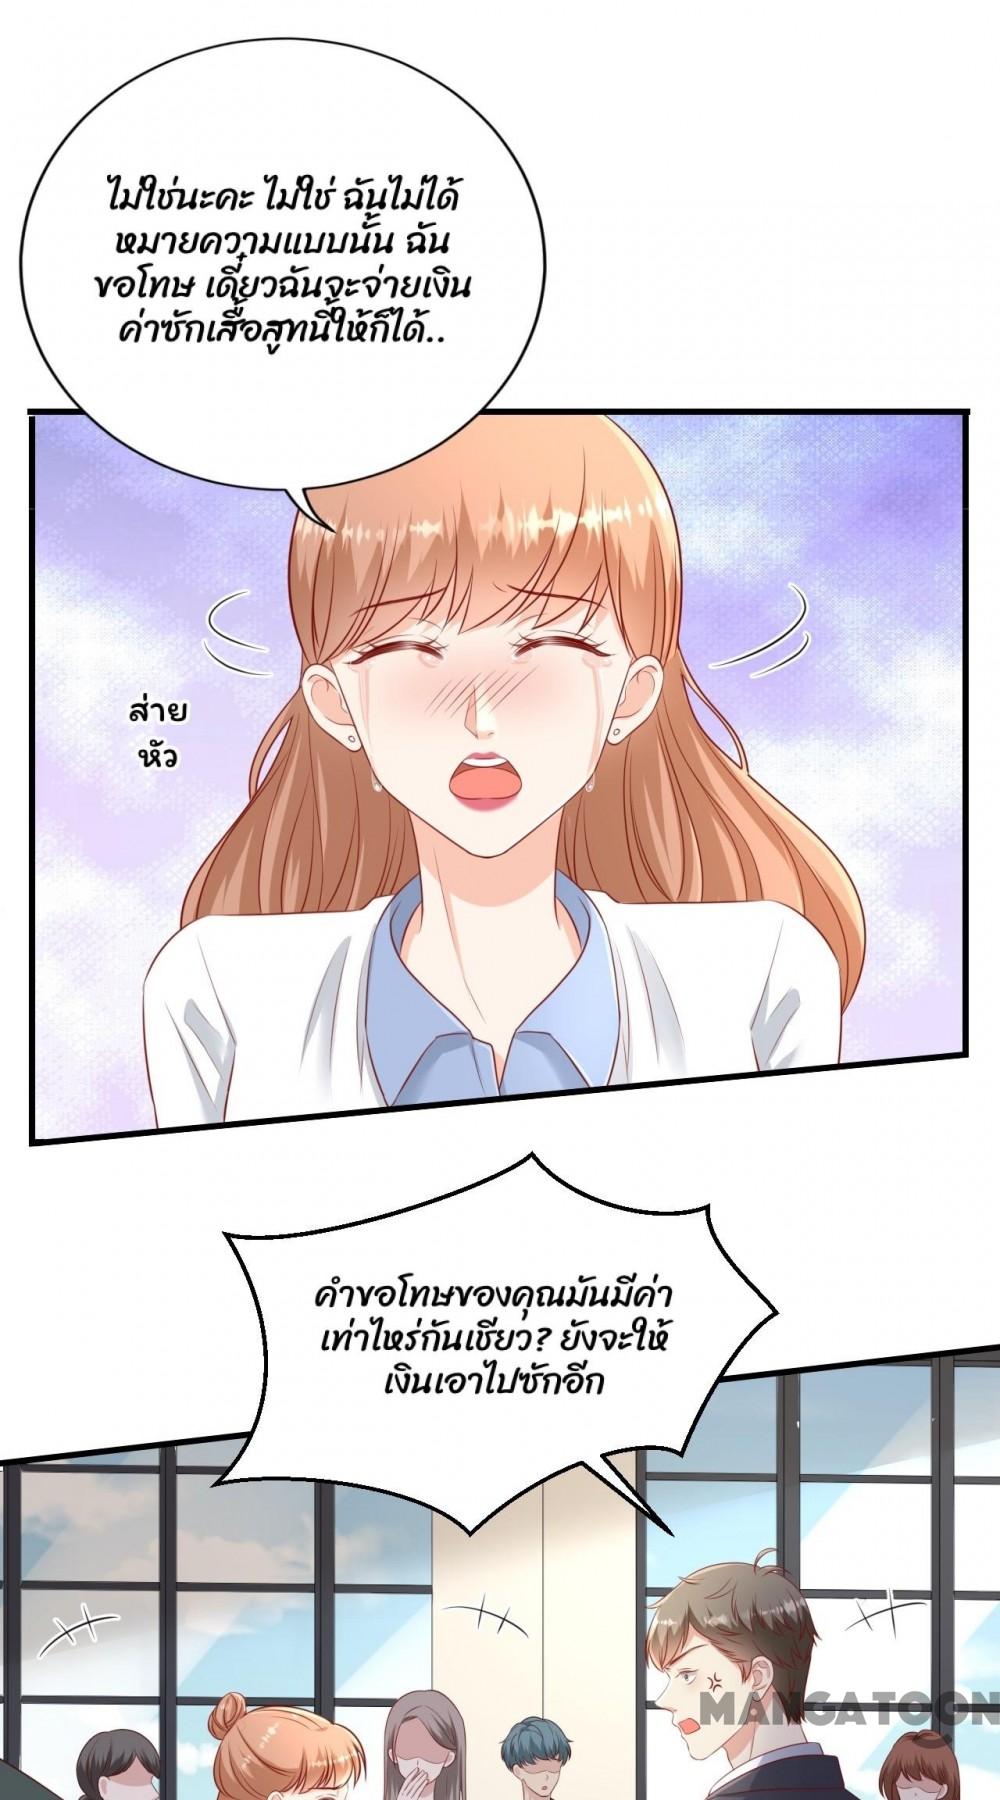 ไม่ใช่นะคะ ไม่ใช่ ฉันไม่ได้
หมายความแบบนั้น ฉัน
ขอโทษ เดี๋ยวฉันจะจ่ายเงิน
ค่าซักเสื้อสูทนี้ให้ก็ได้..
ส่าย
หัว
คำขอโทษของคุณมันมีค่า
เท่าไหร่กันเชียว? ยังจะให้
เงินเอาไปซักอีก
MANGATOON